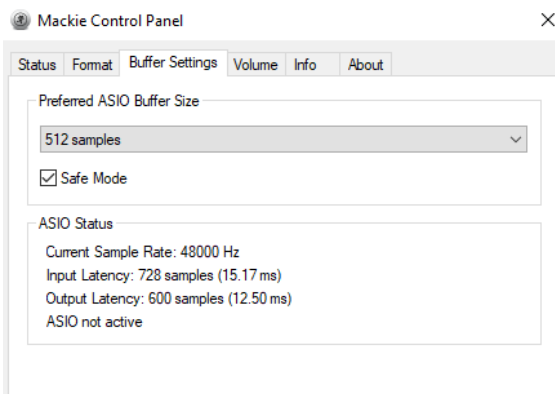 Mackie Control Panel
Status Format Buffer Settings Volume Info About
Preferred ASIO Buffer Size
512 samples
Safe Mode
ASIO Status
Current Sample Rate: 48000 Hz
Input Latency: 728 samples (15.17 ms)
Output Latency: 600 samples (12.50 ms)
ASIO not active